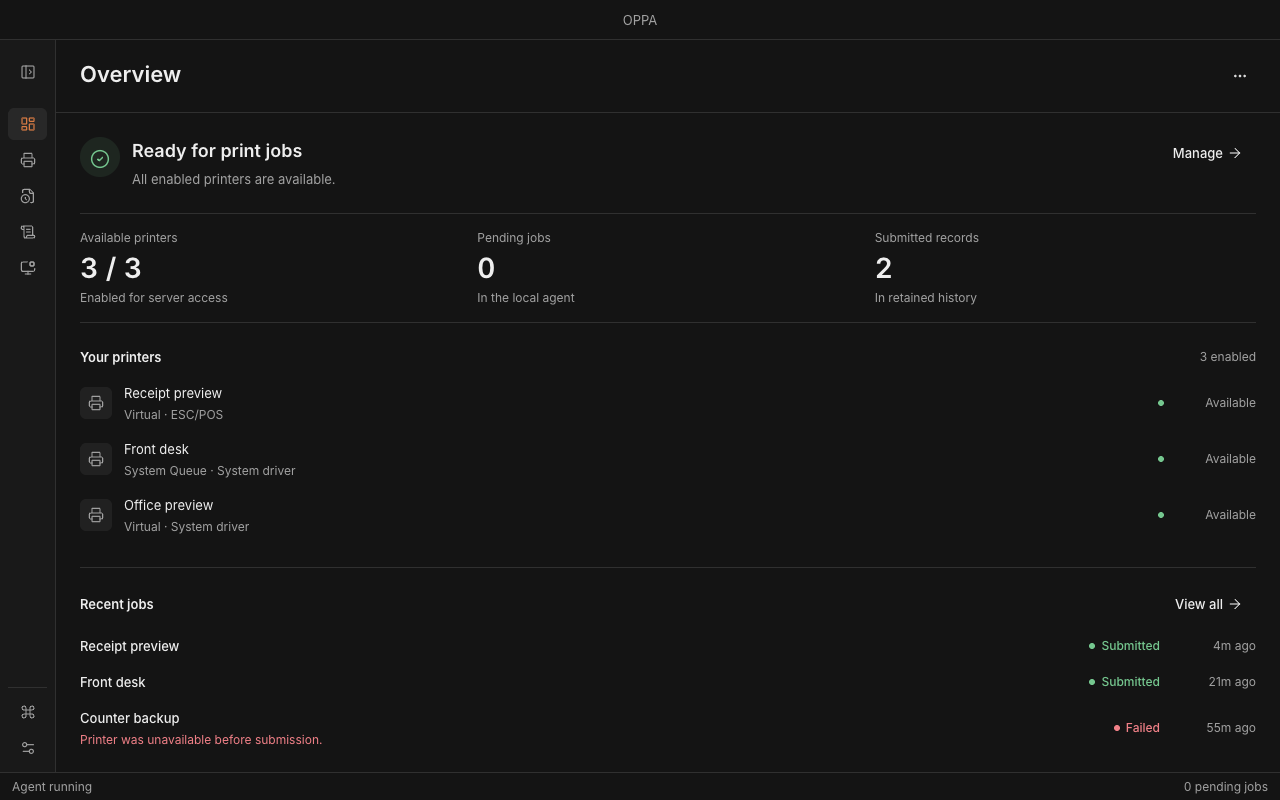 OPPA
Overview
Ready for print jobs
Manage
All enabled printers are available.
Available printers
3 / 3
Enabled for server access
Pending jobs
0
In the local agent
Submitted records
2
In retained history
Your printers
3 enabled
Receipt preview
Virtual · ESC/POS
Available
Front desk
System Queue · System driver
Available
Office preview
Virtual · System driver
Available
Recent jobs
View all
Receipt preview
Submitted
4m ago
Front desk
Submitted
21m ago
Counter backup
Printer was unavailable before submission.
Failed
55m ago
Agent running
0 pending jobs